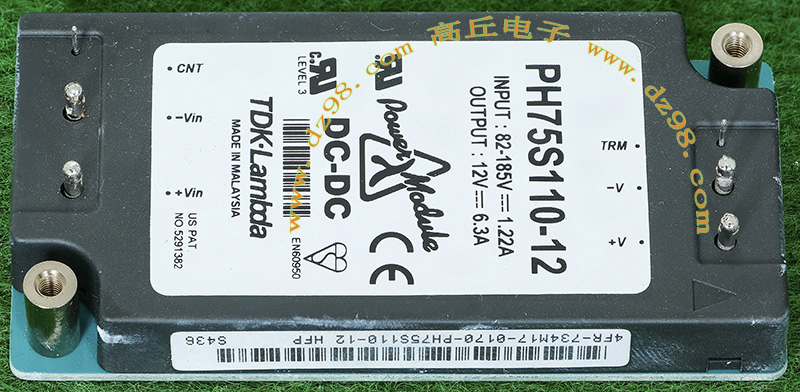 CNT
-Vin
+Vin
US PAT
NO 5291382
TDK-Lambda
MADE IN MALAYSIA
LEVEL 3
DC-DC
EN60950
Power Module
PH75S110-12
INPUT : 82-185V 1.22A
OUTPUT : 12V 6.3A
TRM
-V
+V
4FR-734M17-0170-PH75S110-12 HFP
S436
高丘电子
www.dz98.com
www.dz98.com